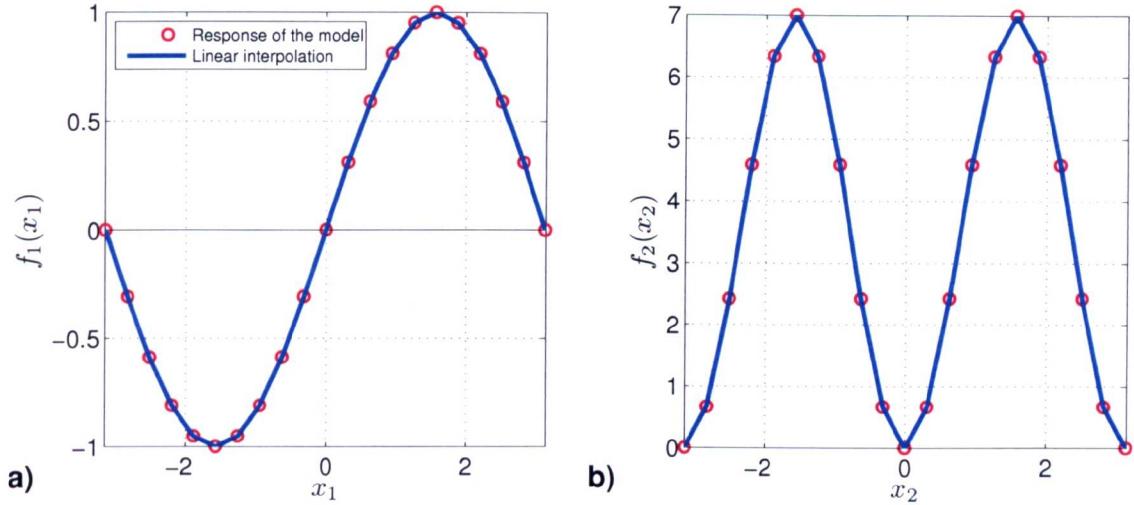 1
0.5
0
−0.5
−1
f₁(x₁)
Response of the model
Linear interpolation
−2
0
2
x₁
a)
7
6
5
4
3
2
1
0
f₂(x₂)
−2
0
2
x₂
b)